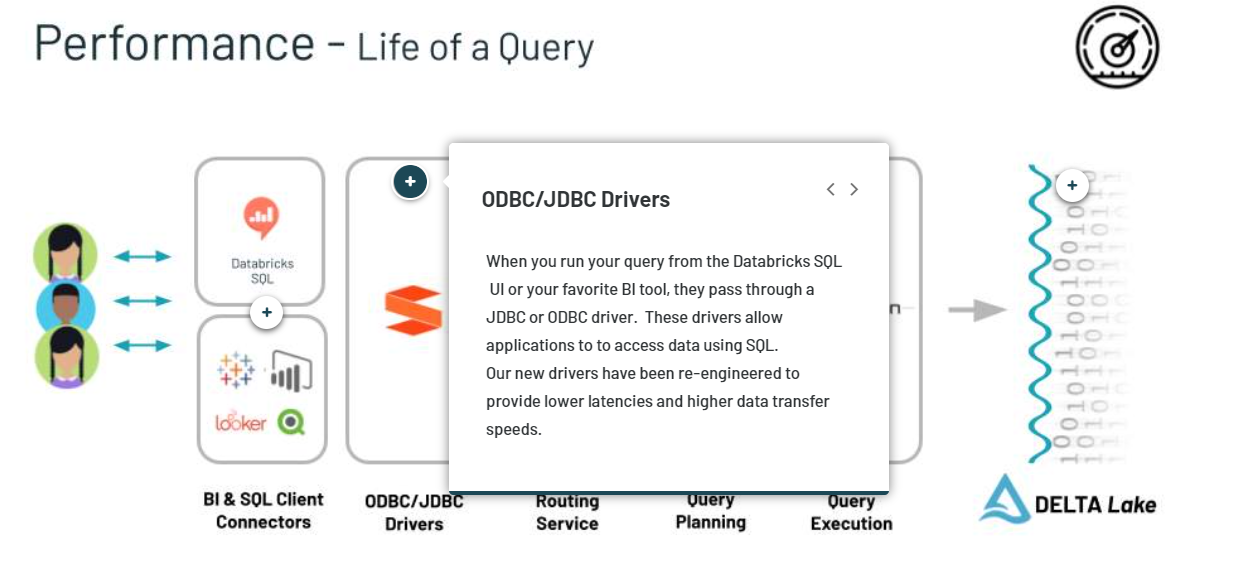 Performance - Life of a Query
ODBC/JDBC Drivers
When you run your query from the Databricks SQL
UI or your favorite BI tool, they pass through a
JDBC or ODBC driver.  These drivers allow
applications to to access data using SQL.
Our new drivers have been re-engineered to
provide lower latencies and higher data transfer
speeds.
Databricks
SQL
looker
BI & SQL Client
Connectors
ODBC/JDBC
Drivers
Routing
Service
Query
Planning
Query
Execution
DELTA Lake